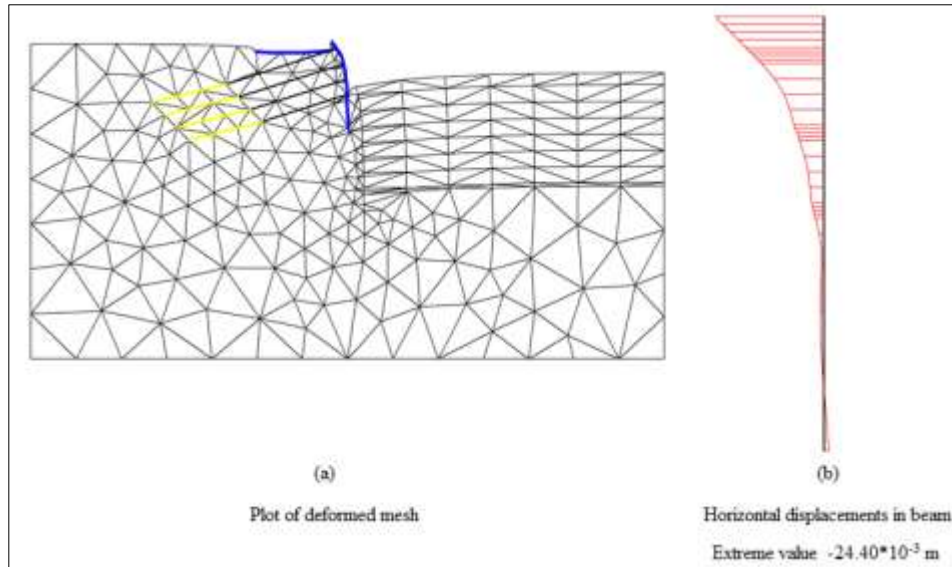 (a)
Plot of deformed mesh
(b)
Horizontal displacements in beam
Extreme value -24.40*10⁻³ m